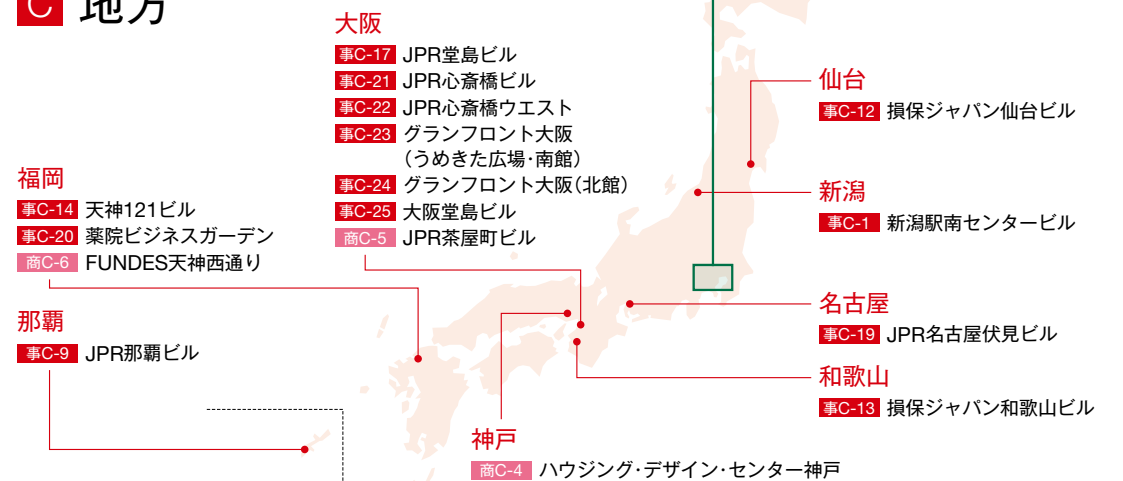 C 地方
大阪
事C-17 JPR堂島ビル
事C-21 JPR心斎橋ビル
事C-22 JPR心斎橋ウエスト
事C-23 グランフロント大阪
（うめきた広場・南館）
事C-24 グランフロント大阪（北館）
事C-25 大阪堂島ビル
商C-5 JPR茶屋町ビル
福岡
事C-14 天神121ビル
事C-20 薬院ビジネスガーデン
商C-6 FUNDES天神西通り
那覇
事C-9 JPR那覇ビル
仙台
事C-12 損保ジャパン仙台ビル
新潟
事C-1 新潟駅南センタービル
名古屋
事C-19 JPR名古屋伏見ビル
和歌山
事C-13 損保ジャパン和歌山ビル
神戸
商C-4 ハウジング・デザイン・センター神戸